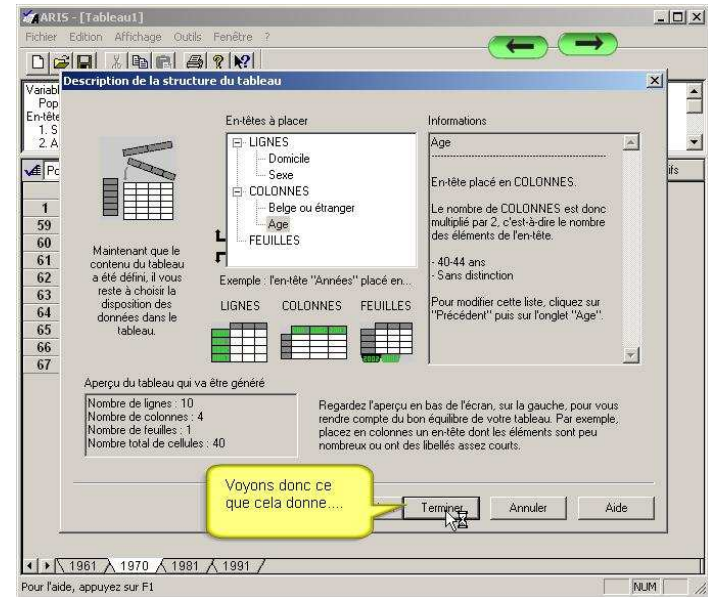 ARIS - [Tableau1]
Fichier Edition Affichage Outils Fenêtre ?
Variabl
Pop
En-tête
1. S
2. A
Po
ifs
1
59
60
61
62
63
64
65
66
67
Description de la structure du tableau
Maintenant que le
contenu du tableau
a été défini, il vous
reste à choisir la
disposition des
données dans le
tableau.
En-têtes à placer
LIGNES
Domicile
Sexe
COLONNES
Belge ou étranger
Age
FEUILLES
Exemple : l'en-tête "Années" placé en...
LIGNES COLONNES FEUILLES
Informations
Age
En-tête placé en COLONNES.
Le nombre de COLONNES est donc
multiplié par 2, c'est-à-dire le nombre
des éléments de l'en-tête.
- 40-44 ans
- Sans distinction
Pour modifier cette liste, cliquez sur
"Précédent" puis sur l'onglet "Age".
Aperçu du tableau qui va être généré
Nombre de lignes : 10
Nombre de colonnes : 4
Nombre de feuilles : 1
Nombre total de cellules : 40
Regardez l'aperçu en bas de l'écran, sur la gauche, pour vous
rendre compte du bon équilibre de votre tableau. Par exemple,
placez en colonnes un en-tête dont les éléments sont peu
nombreux ou ont des libellés assez courts.
Voyons donc ce
que cela donne....
Terminer Annuler Aide
1961 1970 1981 1991
Pour l'aide, appuyez sur F1
NUM